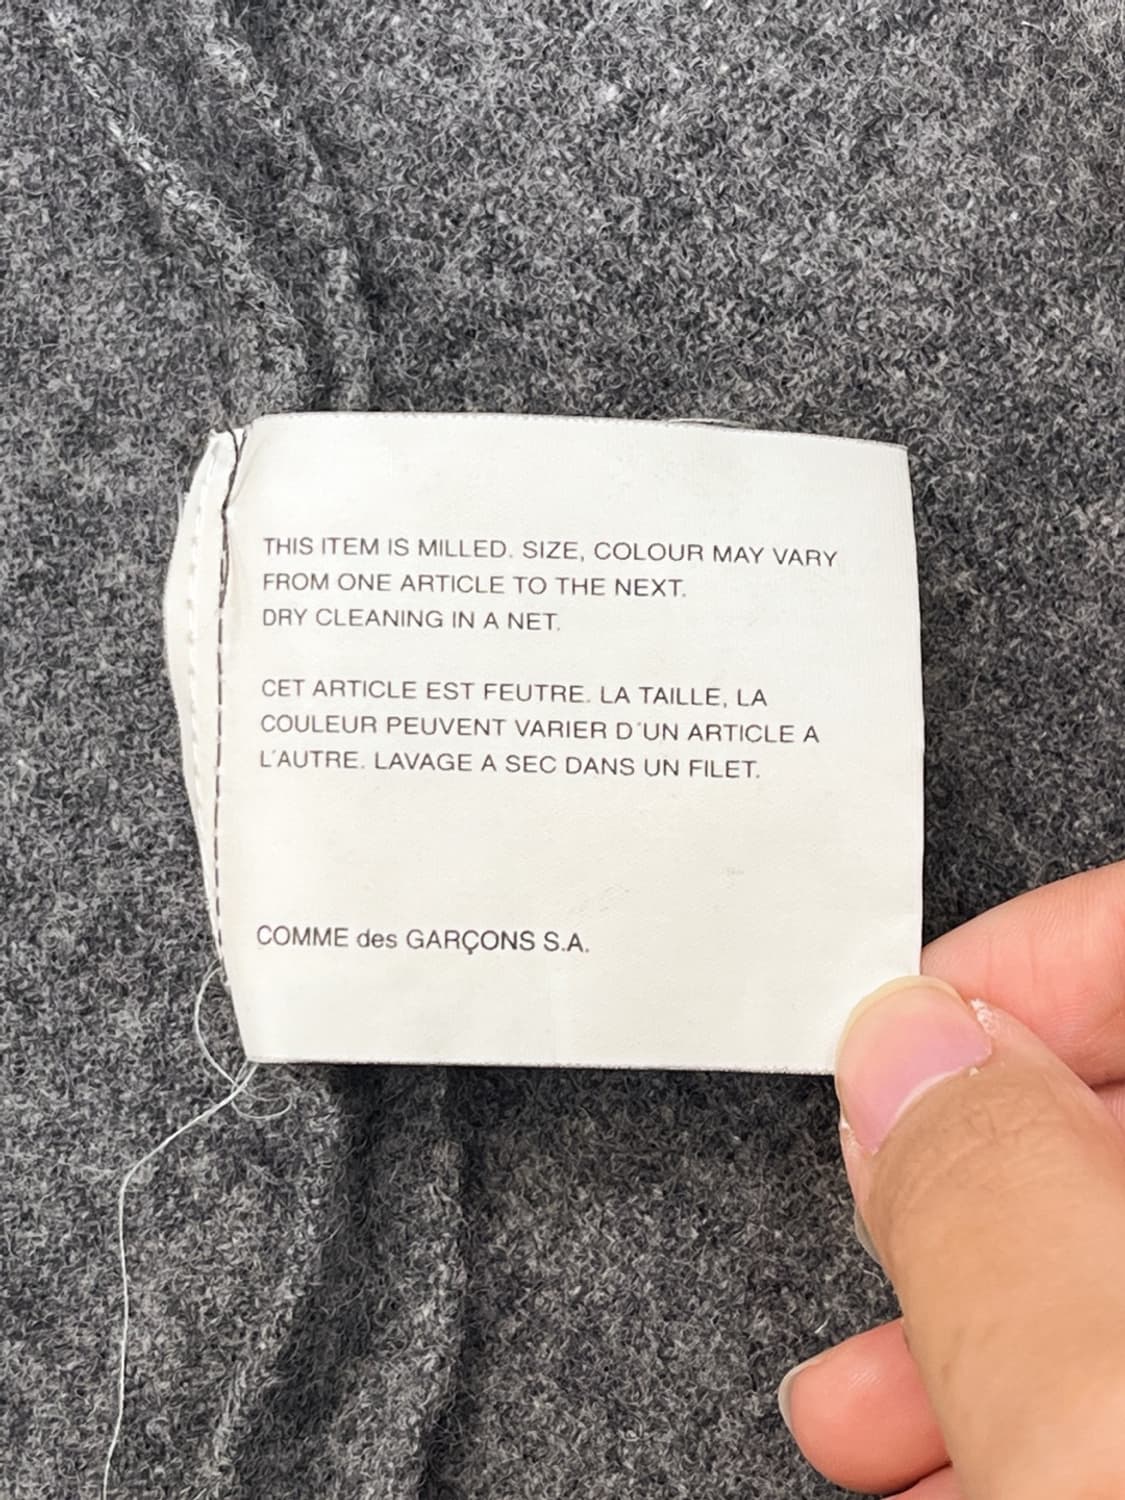 THIS ITEM IS MILLED. SIZE, COLOUR MAY VARY
FROM ONE ARTICLE TO THE NEXT.
DRY CLEANING IN A NET.
CET ARTICLE EST FEUTRE. LA TAILLE, LA
COULEUR PEUVENT VARIER D'UN ARTICLE A
L'AUTRE. LAVAGE A SEC DANS UN FILET.
COMME des GARÇONS S.A.